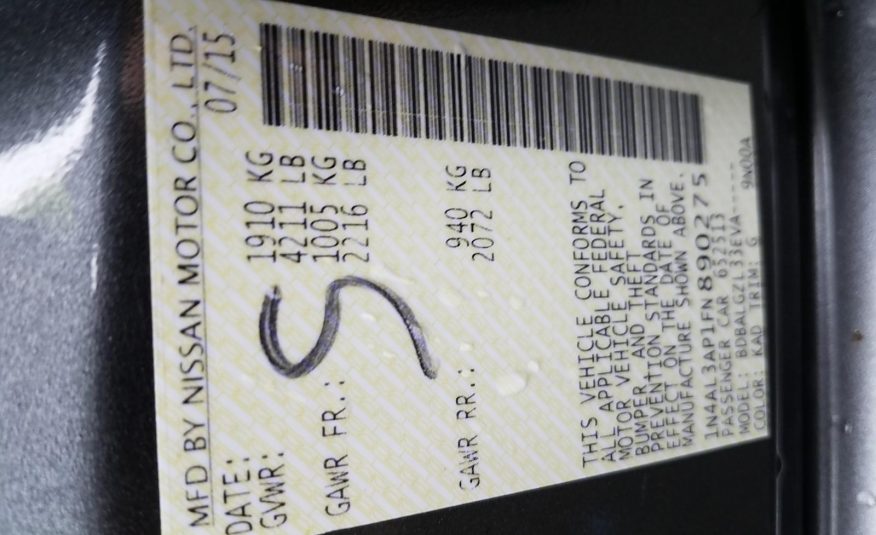 MFD BY NISSAN MOTOR CO., LTD.
DATE: 07/15
GVWR: 1910 KG
4211 LB
GAWR FR.: 1005 KG
2216 LB
S
GAWR RR.: 940 KG
2072 LB
THIS VEHICLE CONFORMS TO
ALL APPLICABLE FEDERAL
MOTOR VEHICLE SAFETY,
BUMPER, AND THEFT
PREVENTION STANDARDS IN
EFFECT ON THE DATE OF
MANUFACTURE SHOWN ABOVE.
1N4AL3AP1FN890275
PASSENGER CAR 652513
MODEL: BDBALGZL33EVA-----
COLOR: KAD TRIM: G 9N00A